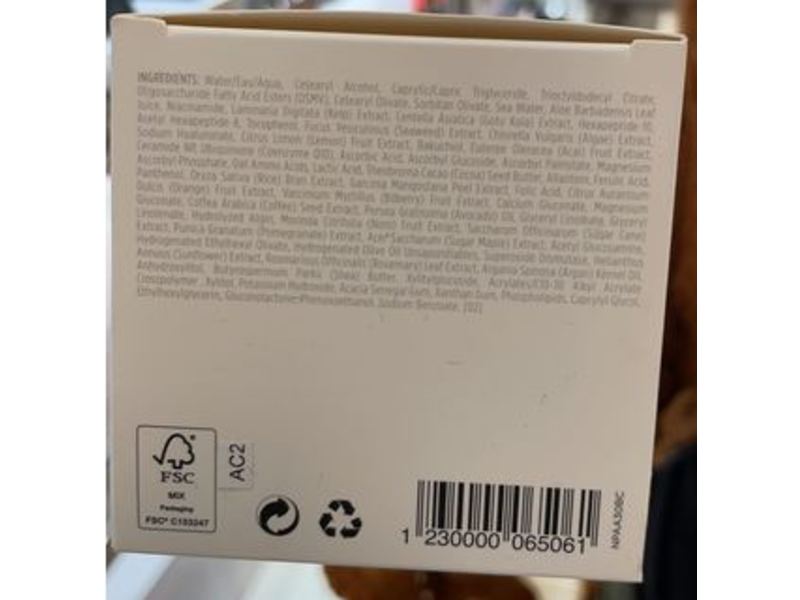 INGREDIENTS: Water/Eau/Aqua, Cetearyl Alcohol, Caprylic/Capric Triglyceride, Trioctyldodecyl Citrate,
Oligosaccharide Fatty Acid Esters (OSMV), Cetearyl Olivate, Sorbitan Olivate, Sea Water, Aloe Barbadensis Leaf
Juice, Niacinamide, Laminaria Digitata (Kelp) Extract, Centella Asiatica (Gotu Kola) Extract, Hexapeptide 10,
Acetyl Hexapeptide-8, Tocopherol, Fucus Vesiculosus (Seaweed) Extract, Chlorella Vulgaris (Algae) Extract,
Sodium Hyaluronate, Citrus Limon (Lemon) Fruit Extract, Bakuchiol, Euterpe Oleracea (Acai) Fruit Extract,
Ceramide NP, Ubiquinone (Coenzyme Q10), Ascorbic Acid, Ascorbyl Glucoside, Ascorbyl Palmitate, Magnesium
Ascorbyl Phosphate, Oat Amino Acids, Lactic Acid, Theobroma Cacao (Cocoa) Seed Butter, Allantoin, Ferulic Acid,
Panthenol, Oryza Sativa (Rice) Bran Extract, Garcinia Mangostana Peel Extract, Folic Acid, Citrus Aurantium
Dulcis (Orange) Fruit Extract, Vaccinium Myrtillus (Bilberry) Fruit Extract, Calcium Gluconate, Magnesium
Gluconate, Coffea Arabica (Coffee) Seed Extract, Persea Gratissima (Avocado) Oil, Glyceryl Linoleate, Glyceryl
Linolenate, Hydrolyzed Algin, Morinda Citrifolia (Noni) Fruit Extract, Saccharum Officinarum (Sugar Cane)
Extract, Punica Granatum (Pomegranate) Extract, Acer Saccharum (Sugar Maple) Extract, Acetyl Glucosamine,
Hydrogenated Ethylhexyl Olivate, Hydrogenated Olive Oil Unsaponifiables, Superoxide Dismutase, Helianthus
Annuus (Sunflower) Extract, Rosmarinus Officinalis (Rosemary) Leaf Extract, Argania Spinosa (Argan) Kernel Oil,
Anhydroxylitol, Butyrospermum Parkii (Shea) Butter, Xylitylglucoside, Acrylates/C10-30 Alkyl Acrylate
Crosspolymer, Xylitol, Potassium Hydroxide, Acacia Senegal Gum, Xanthan Gum, Phospholipids, Caprylyl Glycol,
Ethylhexylglycerin, Gluconolactone, Phenoxyethanol, Sodium Benzoate.
FSC
MIX
Packaging
FSC® C153247
AC2
1 230000 065061
NPAA50BC